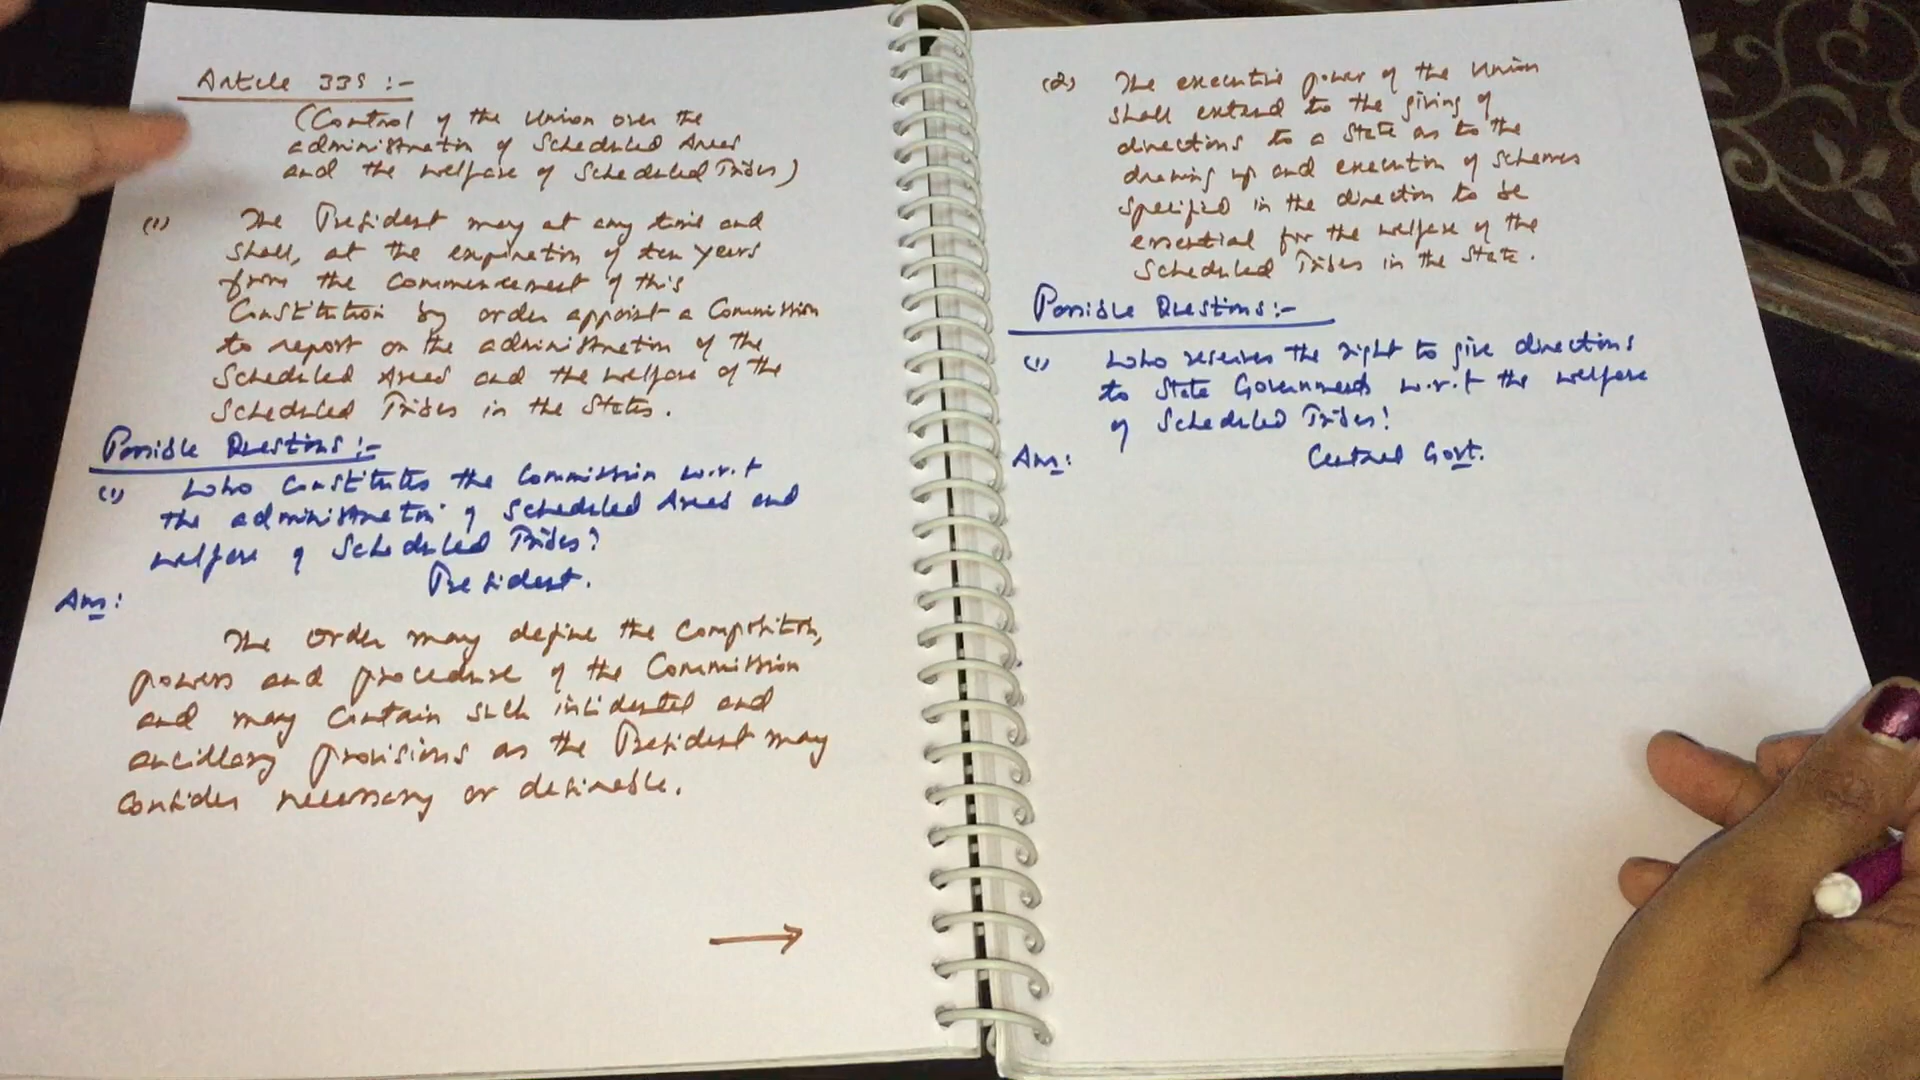 Article 335 :-
(Control of the Union over the
administration of Scheduled Areas
and the welfare of Scheduled Tribes)
(1) The President may at any time and
shall, at the expiration of ten years
from the commencement of this
Constitution by order appoint a Commission
to report on the administration of the
Scheduled Areas and the welfare of the
Scheduled Tribes in the States.
Possible Questions :-
(1) Who constitutes the Commission w.r.t
the administration of Scheduled Areas and
welfare of Scheduled Tribes?
Ans: President.
The order may define the composition,
powers and procedure of the Commission
and may contain such incidental and
ancillary provisions as the President may
consider necessary or desirable.
→
(2) The executive power of the Union
shall extend to the giving of
directions to a State as to the
drawing up and execution of schemes
specified in the direction to be
essential for the welfare of the
Scheduled Tribes in the State.
Possible Questions :-
(1) Who reserves the right to give directions
to State Governments w.r.t the welfare
of Scheduled Tribes?
Ans: Central Govt.